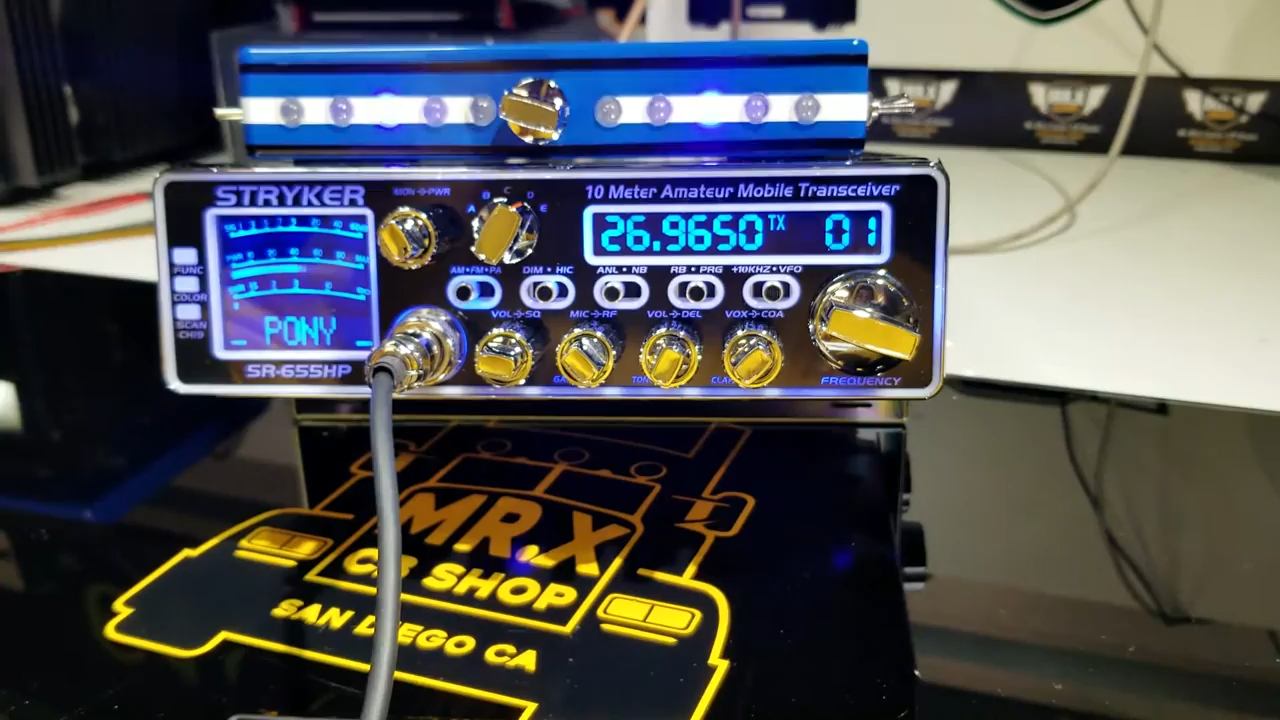 STRYKER
MON→PWR
A B C D E
10 Meter Amateur Mobile Transceiver
26.9650 TX 01
FUNC
COLOR
SCAN
AM•FM•PA
DIM • HIC
ANL • NB
RB • PRG
+10KHZ•VFO
_ PONY _
VOL→SQ
MIC→RF
VOL→DEL
VOX→COA
SR-655HP
FREQUENCY
MR.X
CB SHOP
SAN DIEGO CA